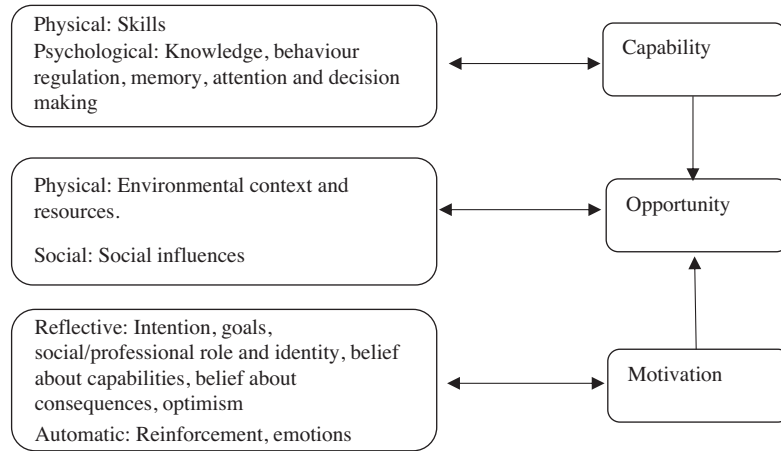 Physical: Skills
Psychological: Knowledge, behaviour
regulation, memory, attention and decision
making
Capability
Physical: Environmental context and
resources.
Social: Social influences
Opportunity
Reflective: Intention, goals,
social/professional role and identity, belief
about capabilities, belief about
consequences, optimism
Automatic: Reinforcement, emotions
Motivation